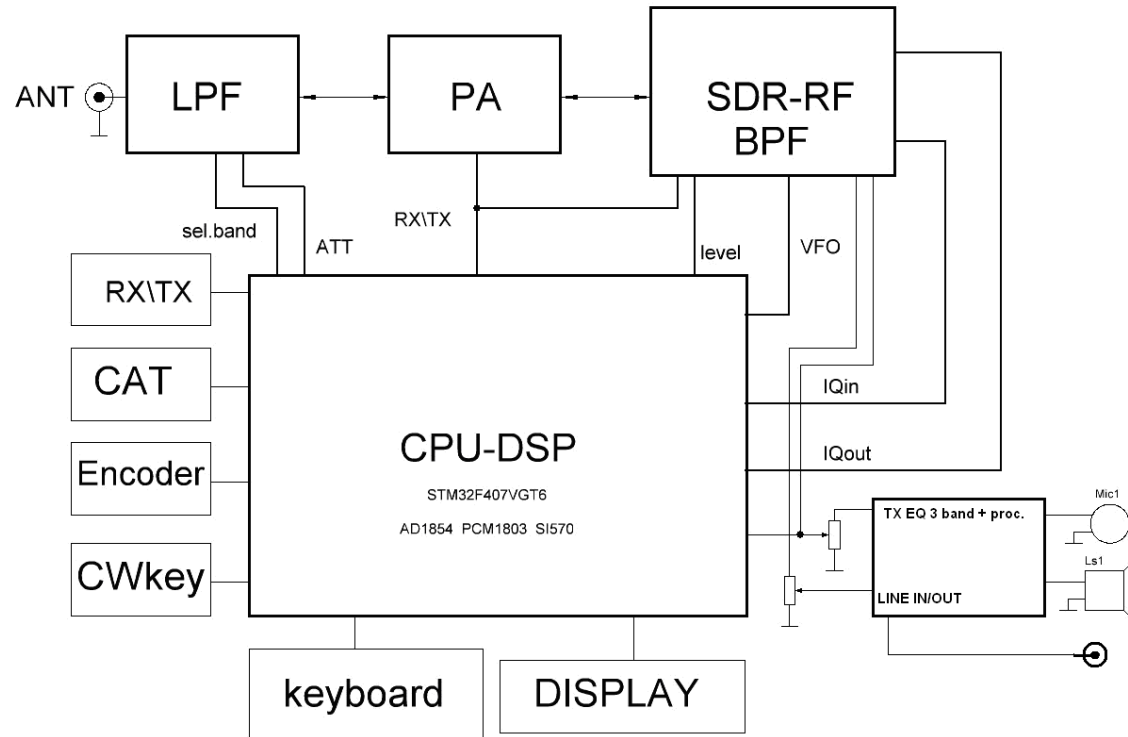 ANT
LPF
PA
SDR-RF
BPF
sel.band
ATT
RX\TX
level
VFO
RX\TX
CAT
Encoder
CWkey
CPU-DSP
STM32F407VGT6
AD1854 PCM1803 SI570
IQin
IQout
TX EQ 3 band + proc.
LINE IN/OUT
Mic1
Ls1
keyboard
DISPLAY